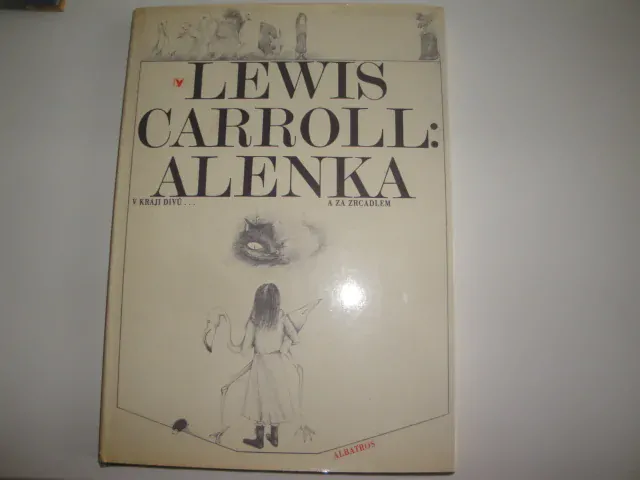 LEWIS
CARROLL:
ALENKA
V KRAJI DIVŮ... A ZA ZRCADLEM
ALBATROS